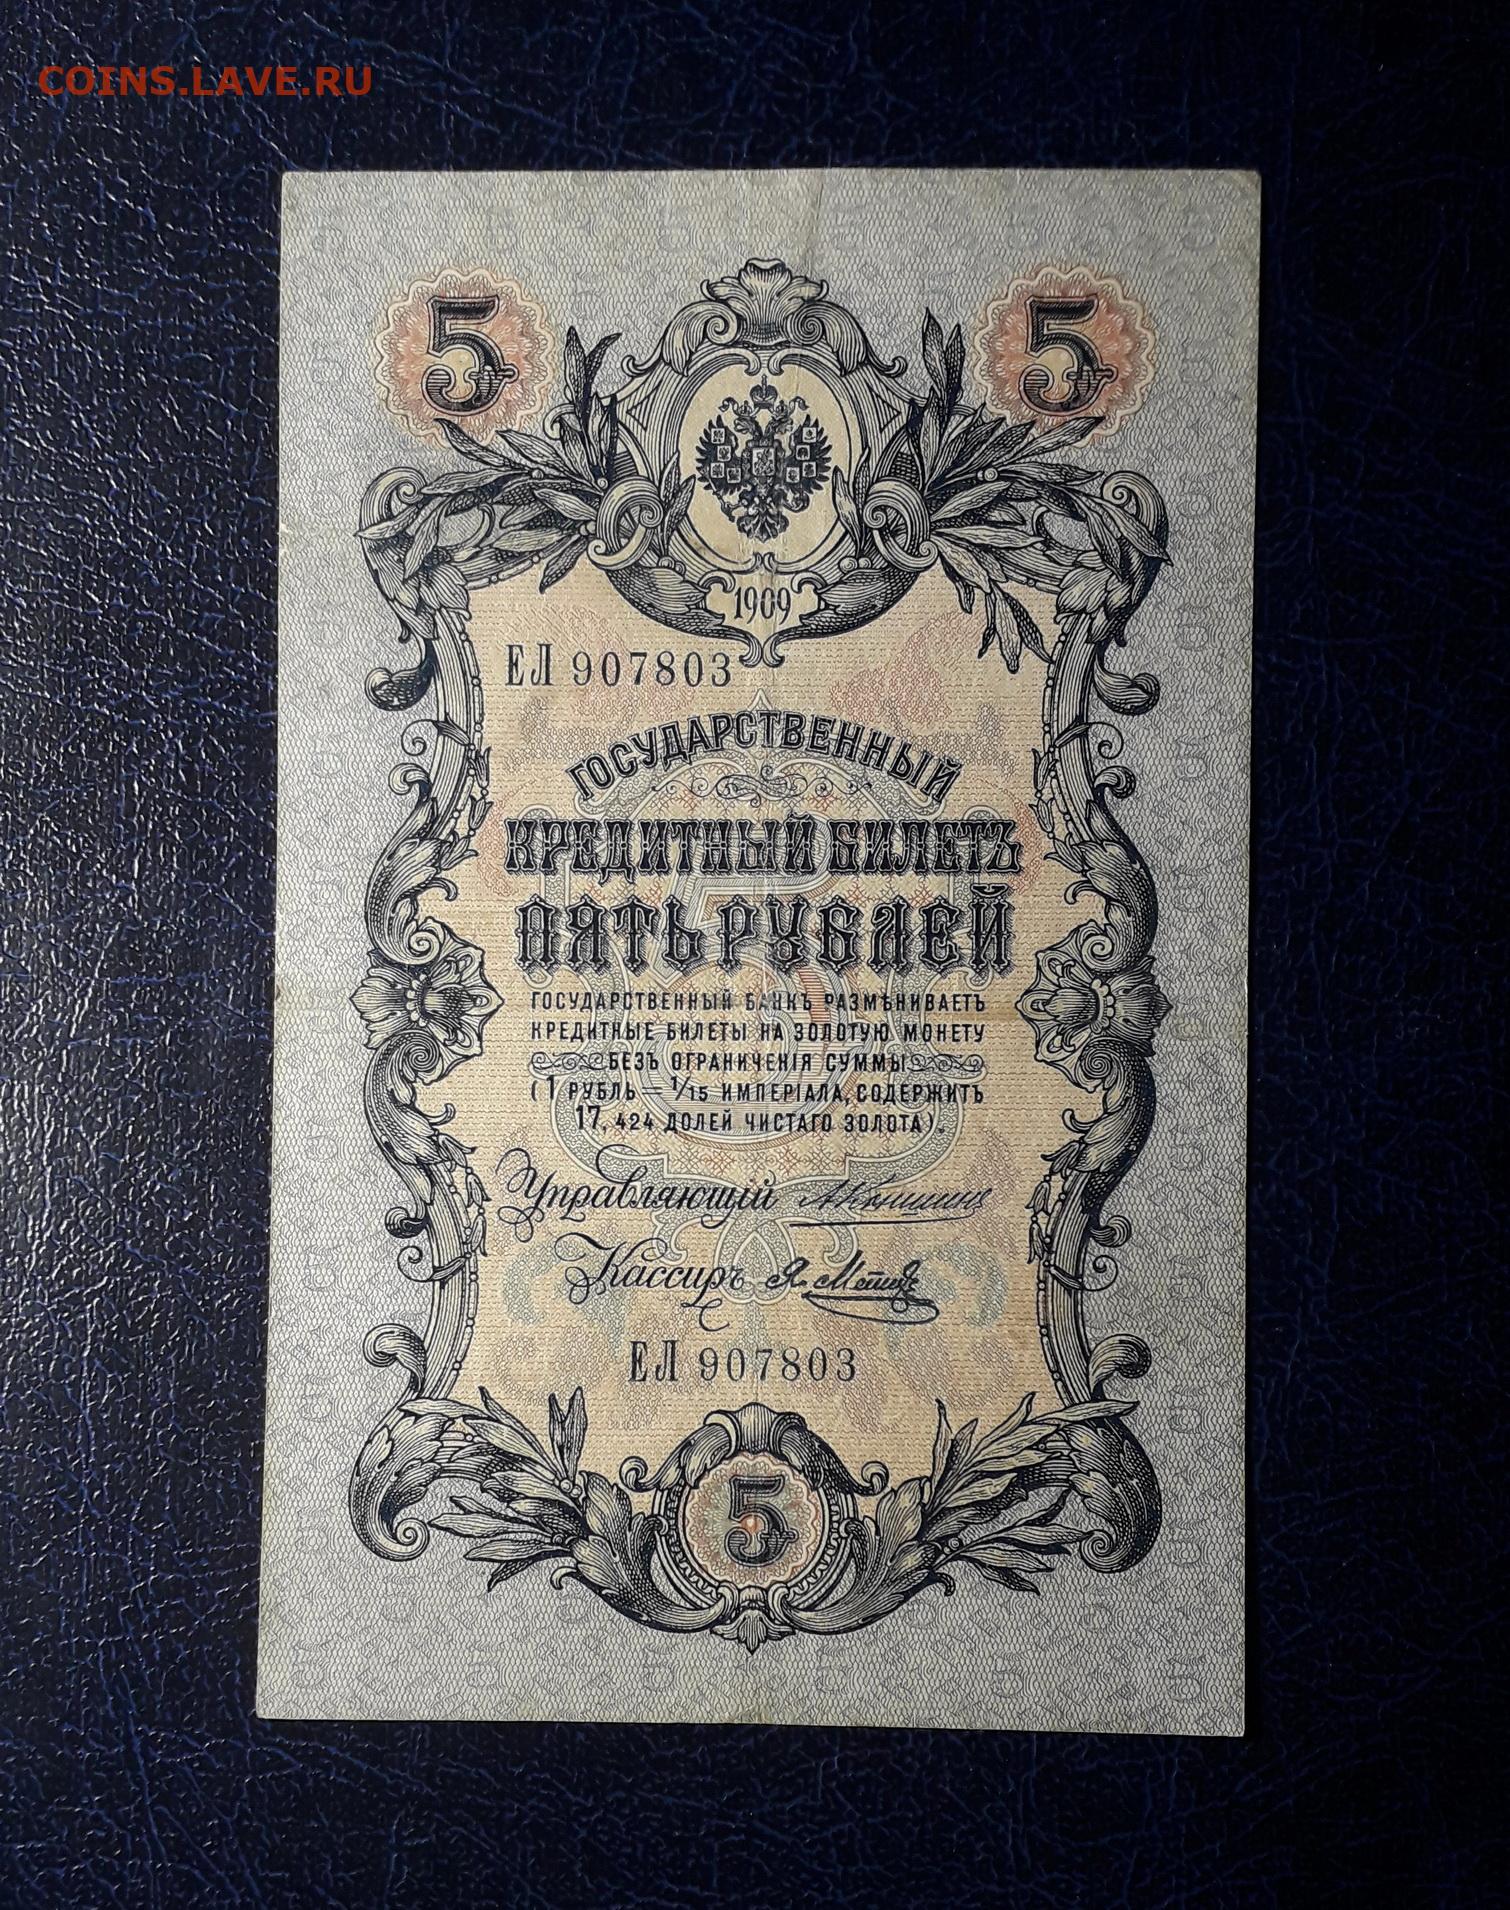 COINS.LAVE.RU
5 5
1909
ЕЛ 907803
ГОСУДАРСТВЕННЫЙ
КРЕДИТНЫЙ БИЛЕТЪ
ПЯТЬ РУБЛЕЙ
ГОСУДАРСТВЕННЫЙ БАНКЪ РАЗМѢНИВАЕТЪ
КРЕДИТНЫЕ БИЛЕТЫ НА ЗОЛОТУЮ МОНЕТУ
БЕЗЪ ОГРАНИЧЕНІЯ СУММЫ
(1 РУБЛЬ = 1/15 ИМПЕРІАЛА, СОДЕРЖИТЪ
17,424 ДОЛЕЙ ЧИСТАГО ЗОЛОТА).
Управляющій
Кассиръ Я. Метцъ
ЕЛ 907803
5